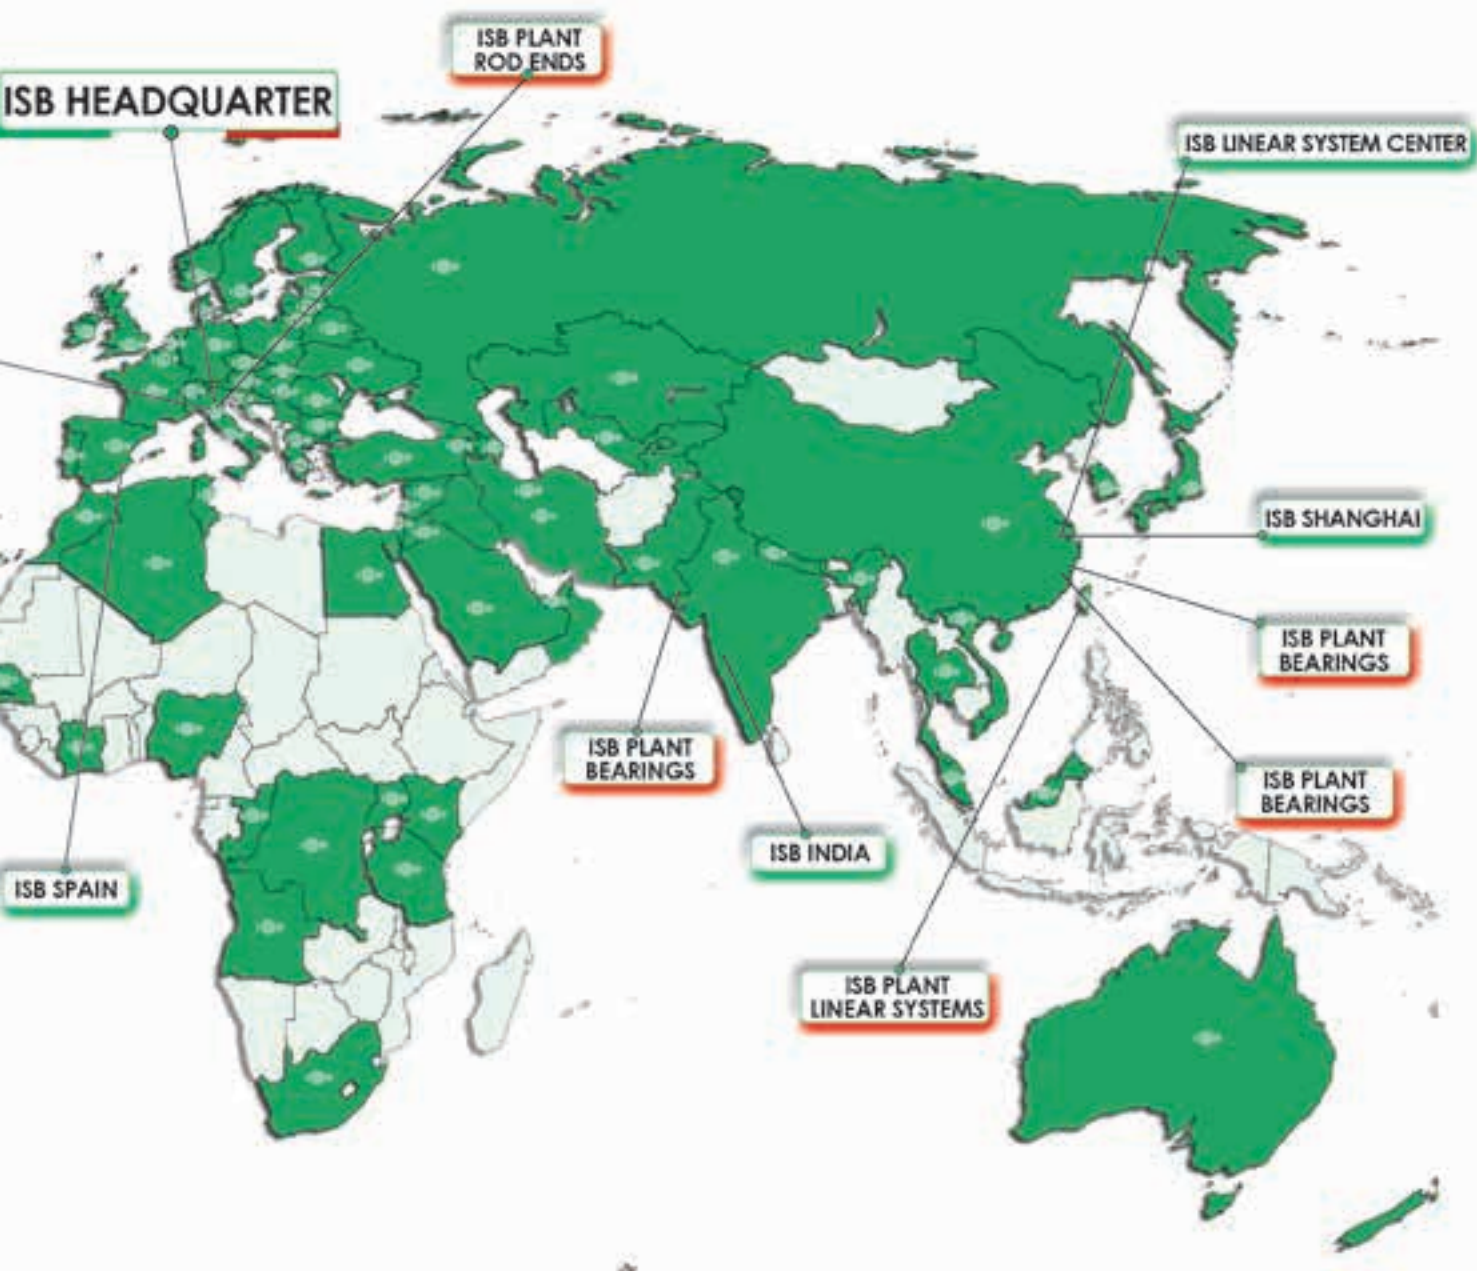 ISB PLANT
ROD ENDS
ISB HEADQUARTER
ISB LINEAR SYSTEM CENTER
ISB SHANGHAI
ISB PLANT
BEARINGS
ISB PLANT
BEARINGS
ISB PLANT
BEARINGS
ISB INDIA
ISB SPAIN
ISB PLANT
LINEAR SYSTEMS